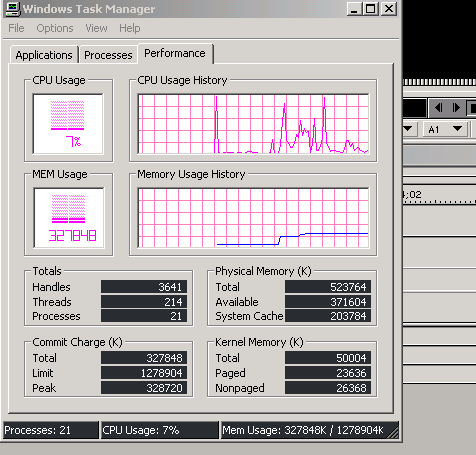 Windows Task Manager
File Options View Help
Applications Processes Performance
CPU Usage CPU Usage History
7%
MEM Usage Memory Usage History
327848
Totals
Handles 3641
Threads 214
Processes 21
Physical Memory (K)
Total 523764
Available 371604
System Cache 203784
Commit Charge (K)
Total 327848
Limit 1278904
Peak 328720
Kernel Memory (K)
Total 50004
Paged 23636
Nonpaged 26368
Processes: 21 CPU Usage: 7% Mem Usage: 327848K / 1278904K
A1
;02